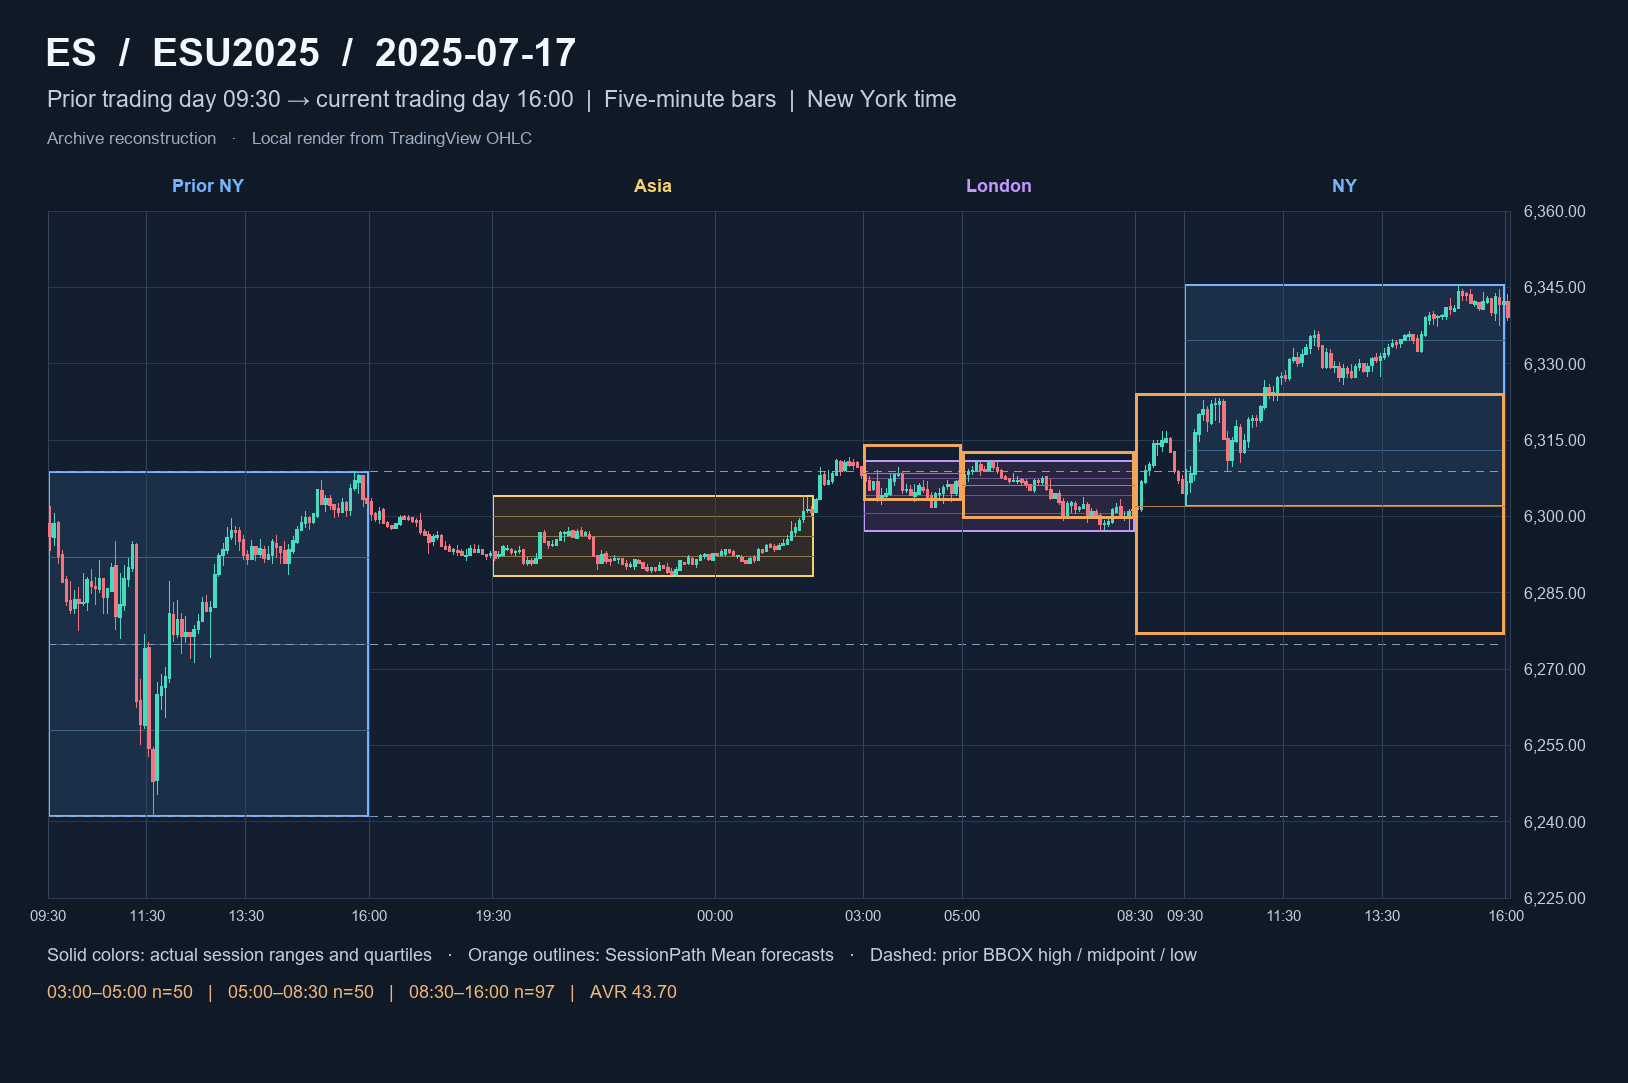 ES / ESU2025 / 2025-07-17
Prior trading day 09:30 → current trading day 16:00 | Five-minute bars | New York time
Archive reconstruction · Local render from TradingView OHLC
Prior NY Asia London NY
6,360.00
6,345.00
6,330.00
6,315.00
6,300.00
6,285.00
6,270.00
6,255.00
6,240.00
6,225.00
09:30 11:30 13:30 16:00 19:30 00:00 03:00 05:00 08:30 09:30 11:30 13:30 16:00
Solid colors: actual session ranges and quartiles · Orange outlines: SessionPath Mean forecasts · Dashed: prior BBOX high / midpoint / low
03:00–05:00 n=50 | 05:00–08:30 n=50 | 08:30–16:00 n=97 | AVR 43.70